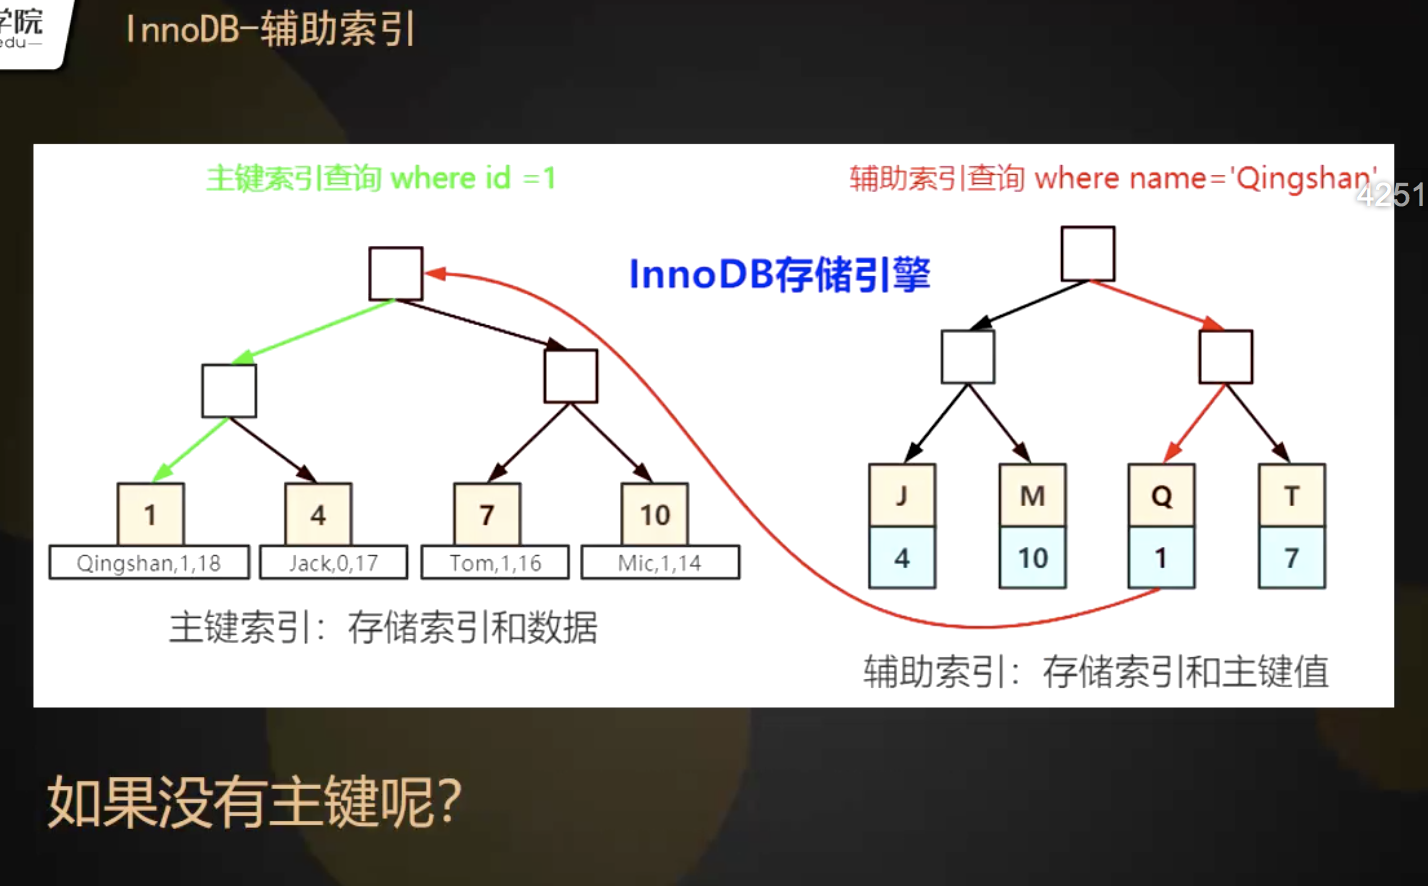 学院
edu—
InnoDB-辅助索引
主键索引查询 where id =1
辅助索引查询 where name='Qingshan'
4251
InnoDB存储引擎
1
4
7
10
Qingshan,1,18
Jack,0,17
Tom,1,16
Mic,1,14
J
M
Q
T
4
10
1
7
主键索引：存储索引和数据
辅助索引：存储索引和主键值
如果没有主键呢？